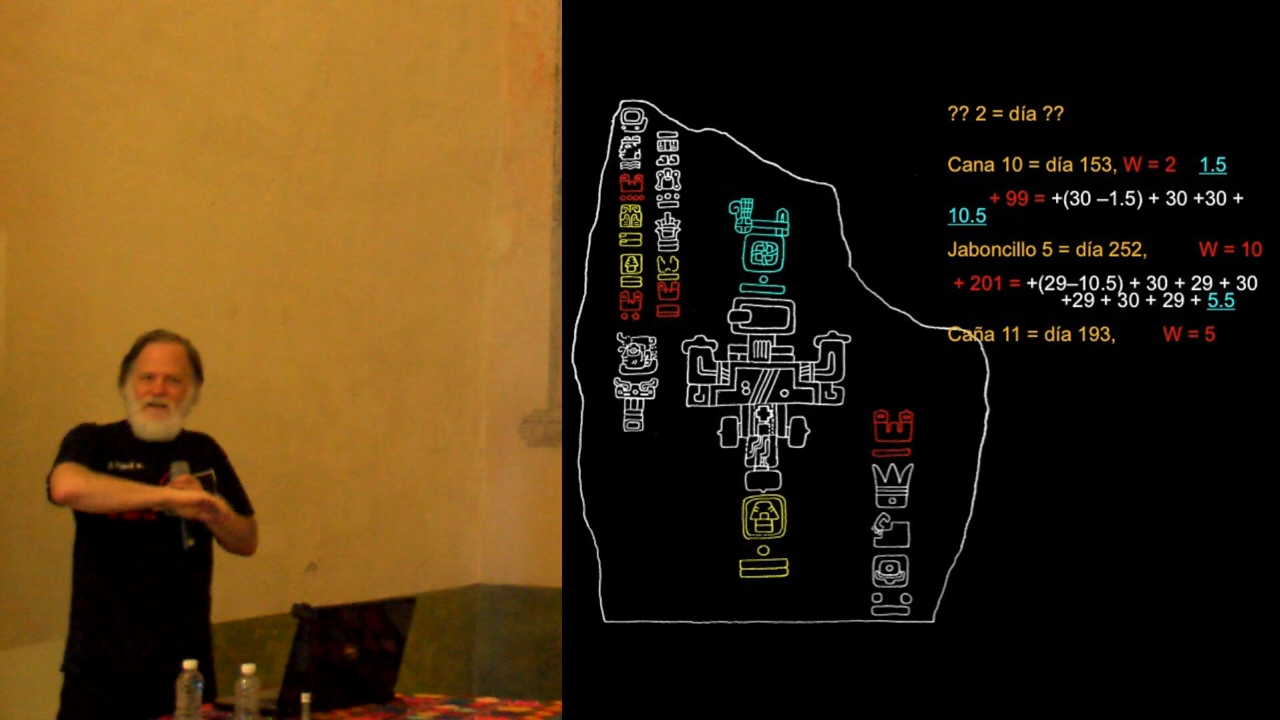 ?? 2 = día ??
Cana 10 = día 153, W = 2 1.5
+ 99 = +(30 –1.5) + 30 +30 +
10.5
Jaboncillo 5 = día 252, W = 10
+ 201 = +(29–10.5) + 30 + 29 + 30
+29 + 30 + 29 + 5.5
Caña 11 = día 193, W = 5